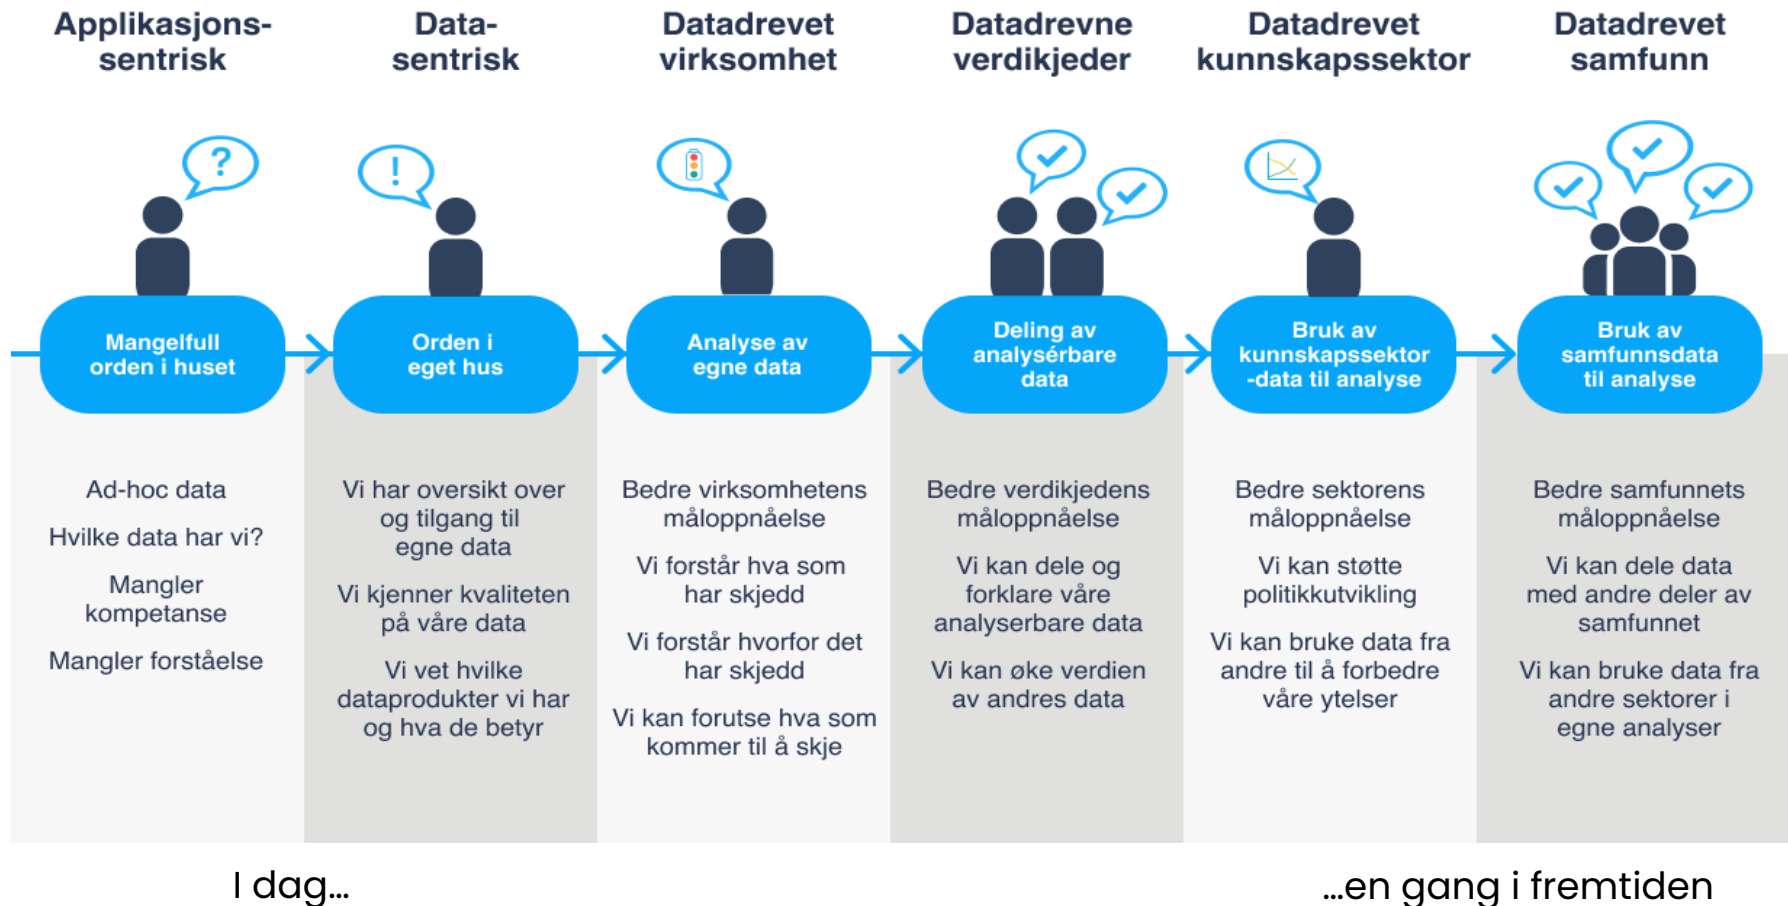 Applikasjons-
sentrisk
Data-
sentrisk
Datadrevet
virksomhet
Datadrevne
verdikjeder
Datadrevet
kunnskapssektor
Datadrevet
samfunn
?
!
Mangelfull
orden i huset
Orden i
eget hus
Analyse av
egne data
Deling av
analysérbare
data
Bruk av
kunnskapssektor
-data til analyse
Bruk av
samfunnsdata
til analyse
Ad-hoc data
Hvilke data har vi?
Mangler
kompetanse
Mangler forståelse
Vi har oversikt over
og tilgang til
egne data
Vi kjenner kvaliteten
på våre data
Vi vet hvilke
dataprodukter vi har
og hva de betyr
Bedre virksomhetens
måloppnåelse
Vi forstår hva som
har skjedd
Vi forstår hvorfor det
har skjedd
Vi kan forutse hva som
kommer til å skje
Bedre verdikjedens
måloppnåelse
Vi kan dele og
forklare våre
analyserbare data
Vi kan øke verdien
av andres data
Bedre sektorens
måloppnåelse
Vi kan støtte
politikkutvikling
Vi kan bruke data fra
andre til å forbedre
våre ytelser
Bedre samfunnets
måloppnåelse
Vi kan dele data
med andre deler av
samfunnet
Vi kan bruke data fra
andre sektorer i
egne analyser
I dag...
...en gang i fremtiden